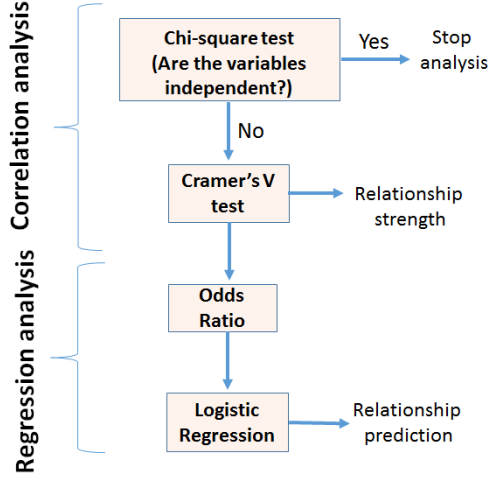 Correlation analysis
Chi-square test
(Are the variables
independent?)
Yes
Stop
analysis
No
Cramer's V
test
Relationship
strength
Regression analysis
Odds
Ratio
Logistic
Regression
Relationship
prediction